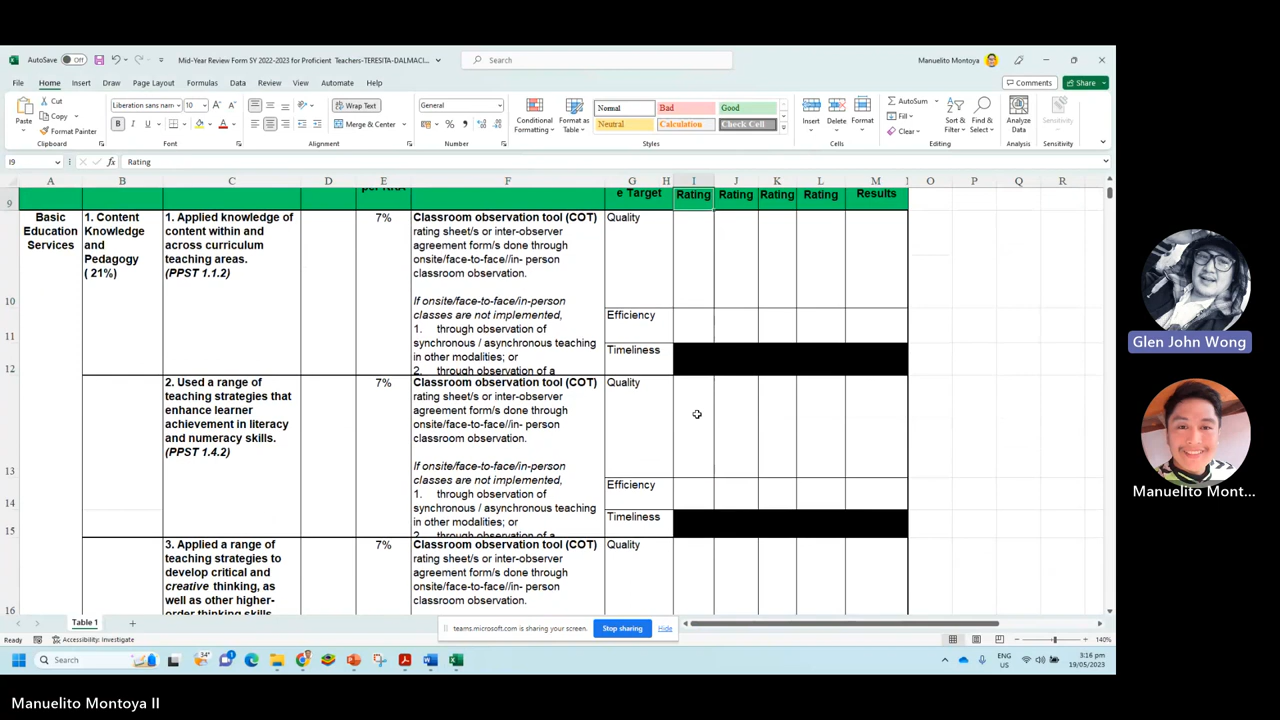 AutoSave Off
Mid-Year Review Form SY 2022-2023 for Proficient Teachers-TERESITA-DALMACI...
Search
Manuelito Montoya
File Home Insert Draw Page Layout Formulas Data Review View Automate Help
Comments Share
Paste
Cut
Copy
Format Painter
Clipboard
Liberation sans nam 10
B I U
Font
Wrap Text
Merge & Center
Alignment
General
Number
Conditional Formatting
Format as Table
Normal Bad Good
Neutral Calculation Check Cell
Styles
Insert Delete Format
Cells
AutoSum
Fill
Clear
Sort & Filter
Find & Select
Editing
Analyze Data
Analysis
Sensitivity
Sensitivity
I9 fx Rating
A B C D E F G H I J K L M O P Q R
9 e Target Rating Rating Rating Rating Results
10
Basic Education Services
1. Content
Knowledge
and
Pedagogy
( 21%)
1. Applied knowledge of
content within and
across curriculum
teaching areas.
(PPST 1.1.2)
7%
Classroom observation tool (COT)
rating sheet/s or inter-observer
agreement form/s done through
onsite/face-to-face//in- person
classroom observation.
If onsite/face-to-face/in-person
classes are not implemented,
1. through observation of
synchronous / asynchronous teaching
in other modalities; or
2. through observation of a
Quality
11 Efficiency
12 Timeliness
13
2. Used a range of
teaching strategies that
enhance learner
achievement in literacy
and numeracy skills.
(PPST 1.4.2)
7%
Classroom observation tool (COT)
rating sheet/s or inter-observer
agreement form/s done through
onsite/face-to-face//in- person
classroom observation.
If onsite/face-to-face/in-person
classes are not implemented,
1. through observation of
synchronous / asynchronous teaching
in other modalities; or
2. through observation of a
Quality
14 Efficiency
15 Timeliness
16
3. Applied a range of
teaching strategies to
develop critical and
creative thinking, as
well as other higher-
order thinking skills
7%
Classroom observation tool (COT)
rating sheet/s or inter-observer
agreement form/s done through
onsite/face-to-face//in- person
classroom observation.
Quality
Table 1
teams.microsoft.com is sharing your screen. Stop sharing Hide
Ready Accessibility: Investigate
140%
Search
34°
ENG
US
3:16 pm
19/05/2023
Glen John Wong
Manuelito Mont...
Manuelito Montoya II